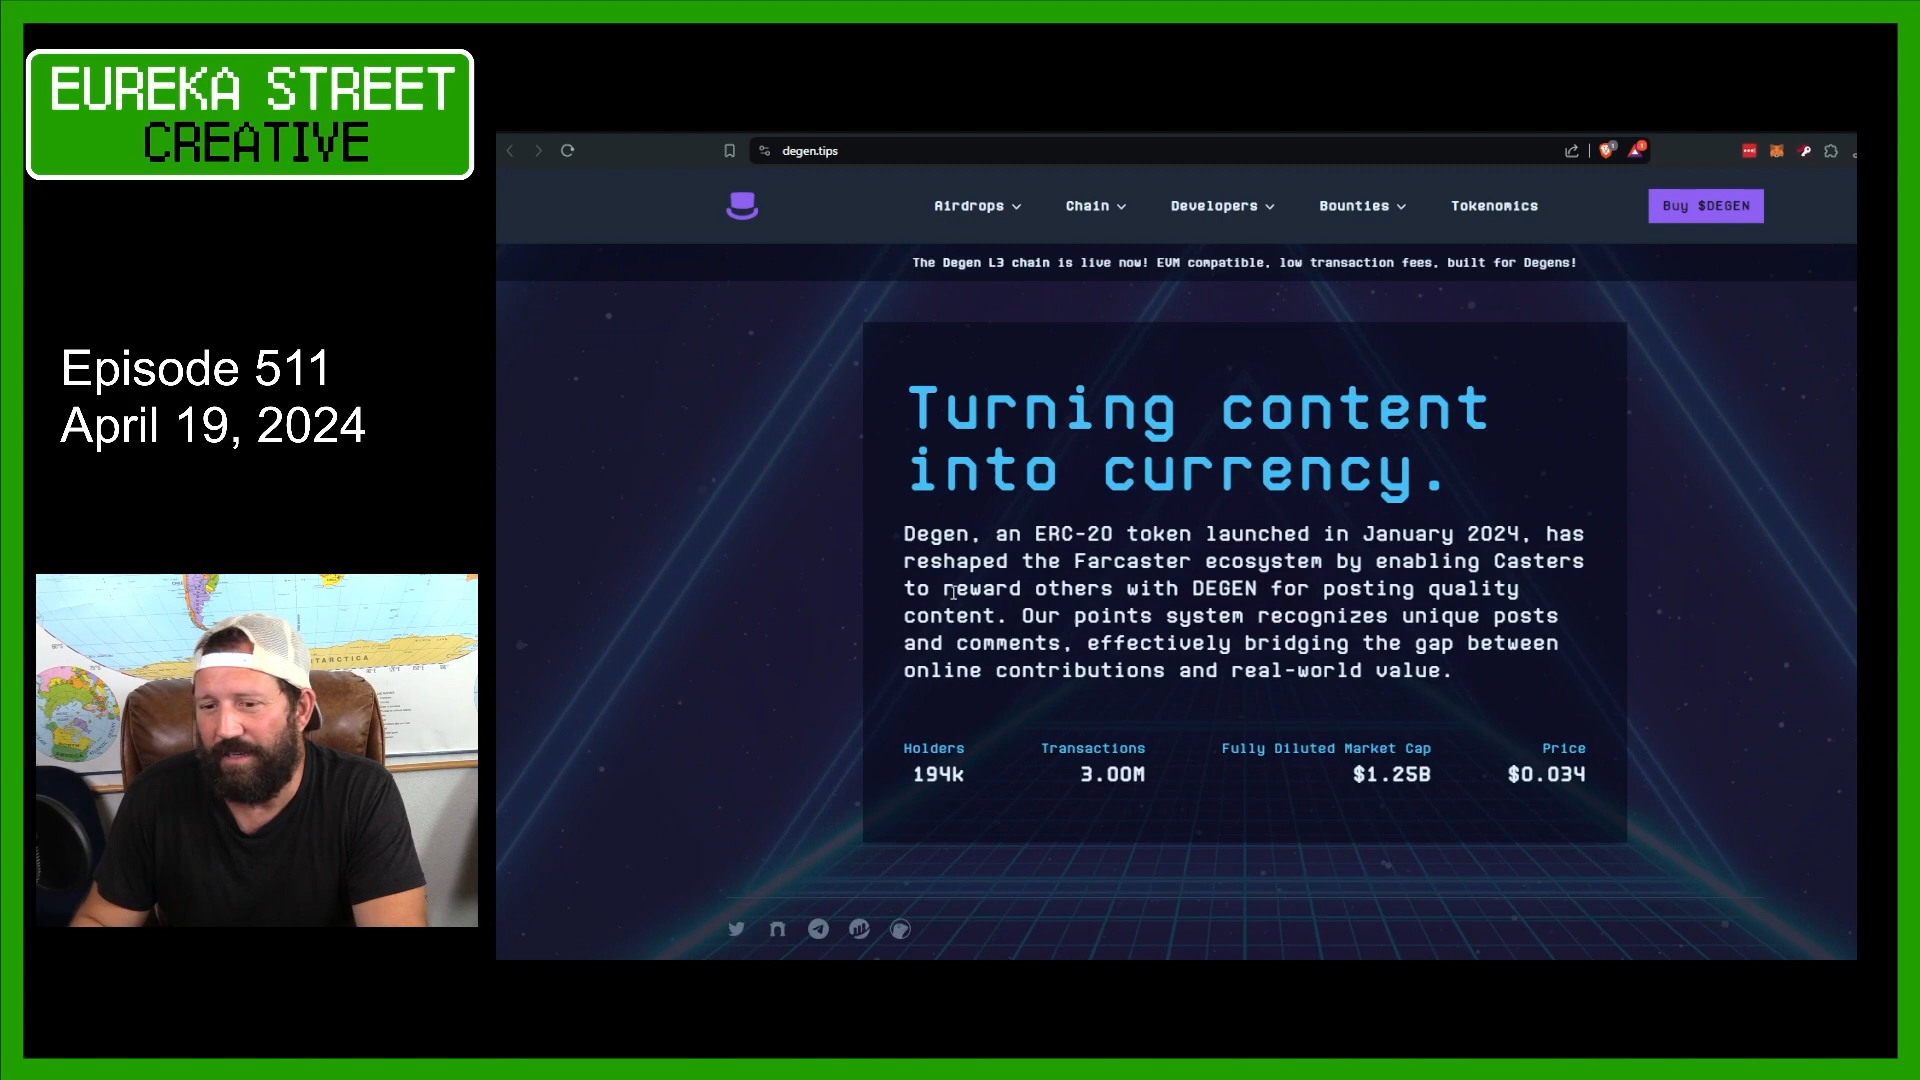 EUREKA STREET
CREATIVE
Episode 511
April 19, 2024
degen.tips
Airdrops Chain Developers Bounties Tokenomics Buy $DEGEN
The Degen L3 chain is live now! EVM compatible, low transaction fees, built for Degens!
Turning content
into currency.
Degen, an ERC-20 token launched in January 2024, has
reshaped the Farcaster ecosystem by enabling Casters
to reward others with DEGEN for posting quality
content. Our points system recognizes unique posts
and comments, effectively bridging the gap between
online contributions and real-world value.
Holders Transactions Fully Diluted Market Cap Price
194k 3.00M $1.25B $0.034